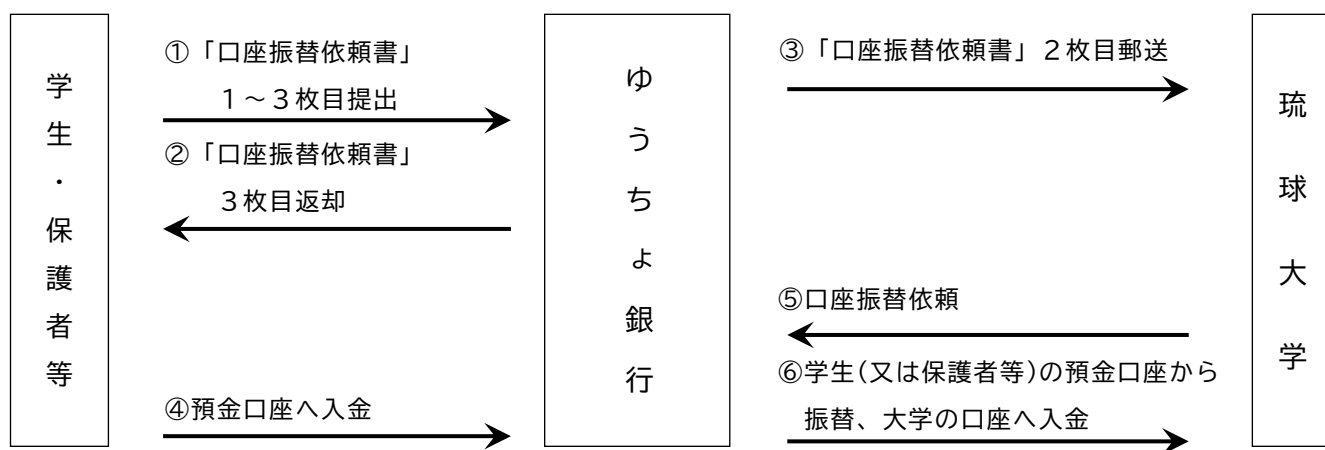 学生・保護者等
①「口座振替依頼書」
1~3枚目提出
②「口座振替依頼書」
3枚目返却
④預金口座へ入金
ゆうちょ銀行
③「口座振替依頼書」2枚目郵送
⑤口座振替依頼
⑥学生(又は保護者等)の預金口座から
振替、大学の口座へ入金
琉球大学